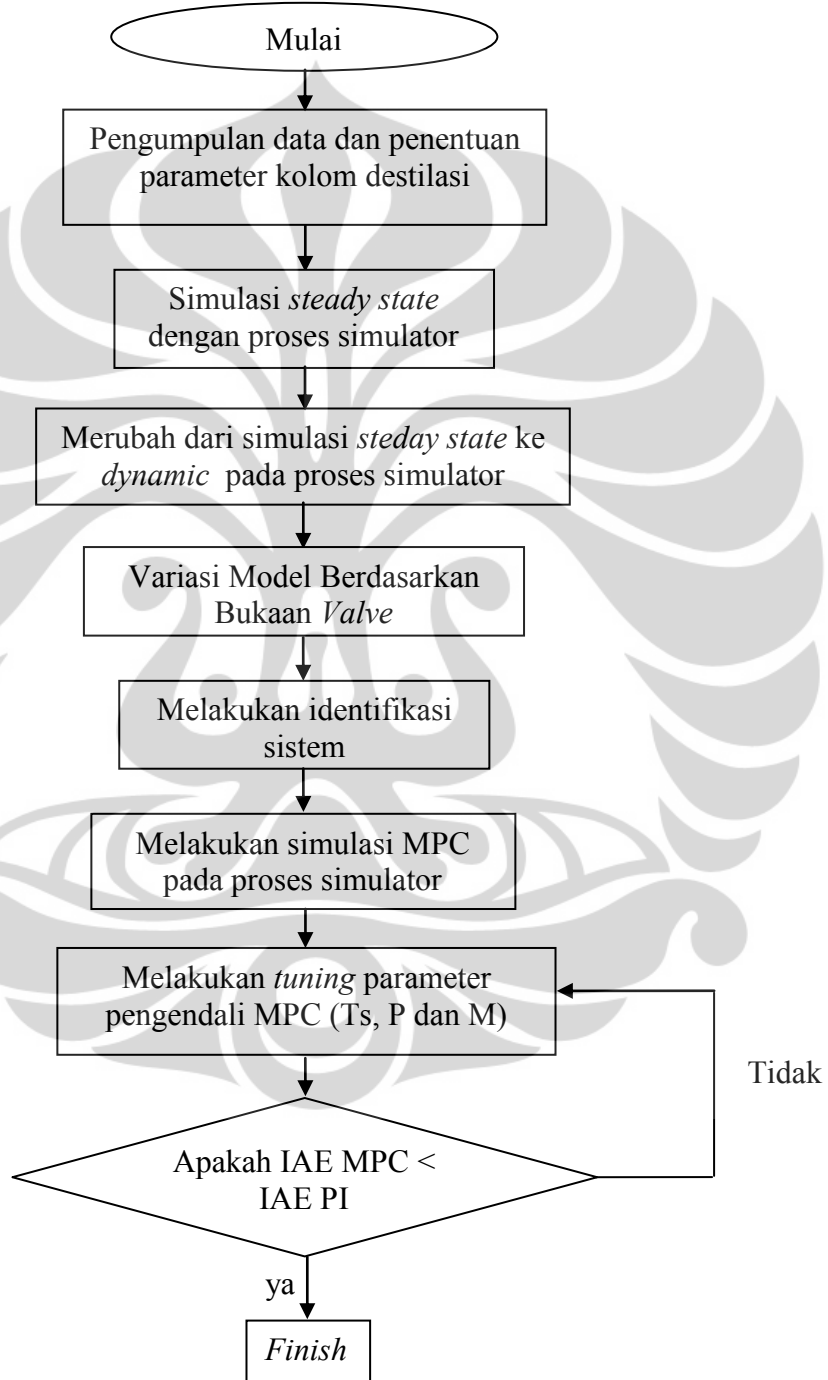 Mulai
Pengumpulan data dan penentuan
parameter kolom destilasi
Simulasi steady state
dengan proses simulator
Merubah dari simulasi steday state ke
dynamic pada proses simulator
Variasi Model Berdasarkan
Bukaan Valve
Melakukan identifikasi
sistem
Melakukan simulasi MPC
pada proses simulator
Melakukan tuning parameter
pengendali MPC (Ts, P dan M)
Tidak
Apakah IAE MPC <
IAE PI
ya
Finish